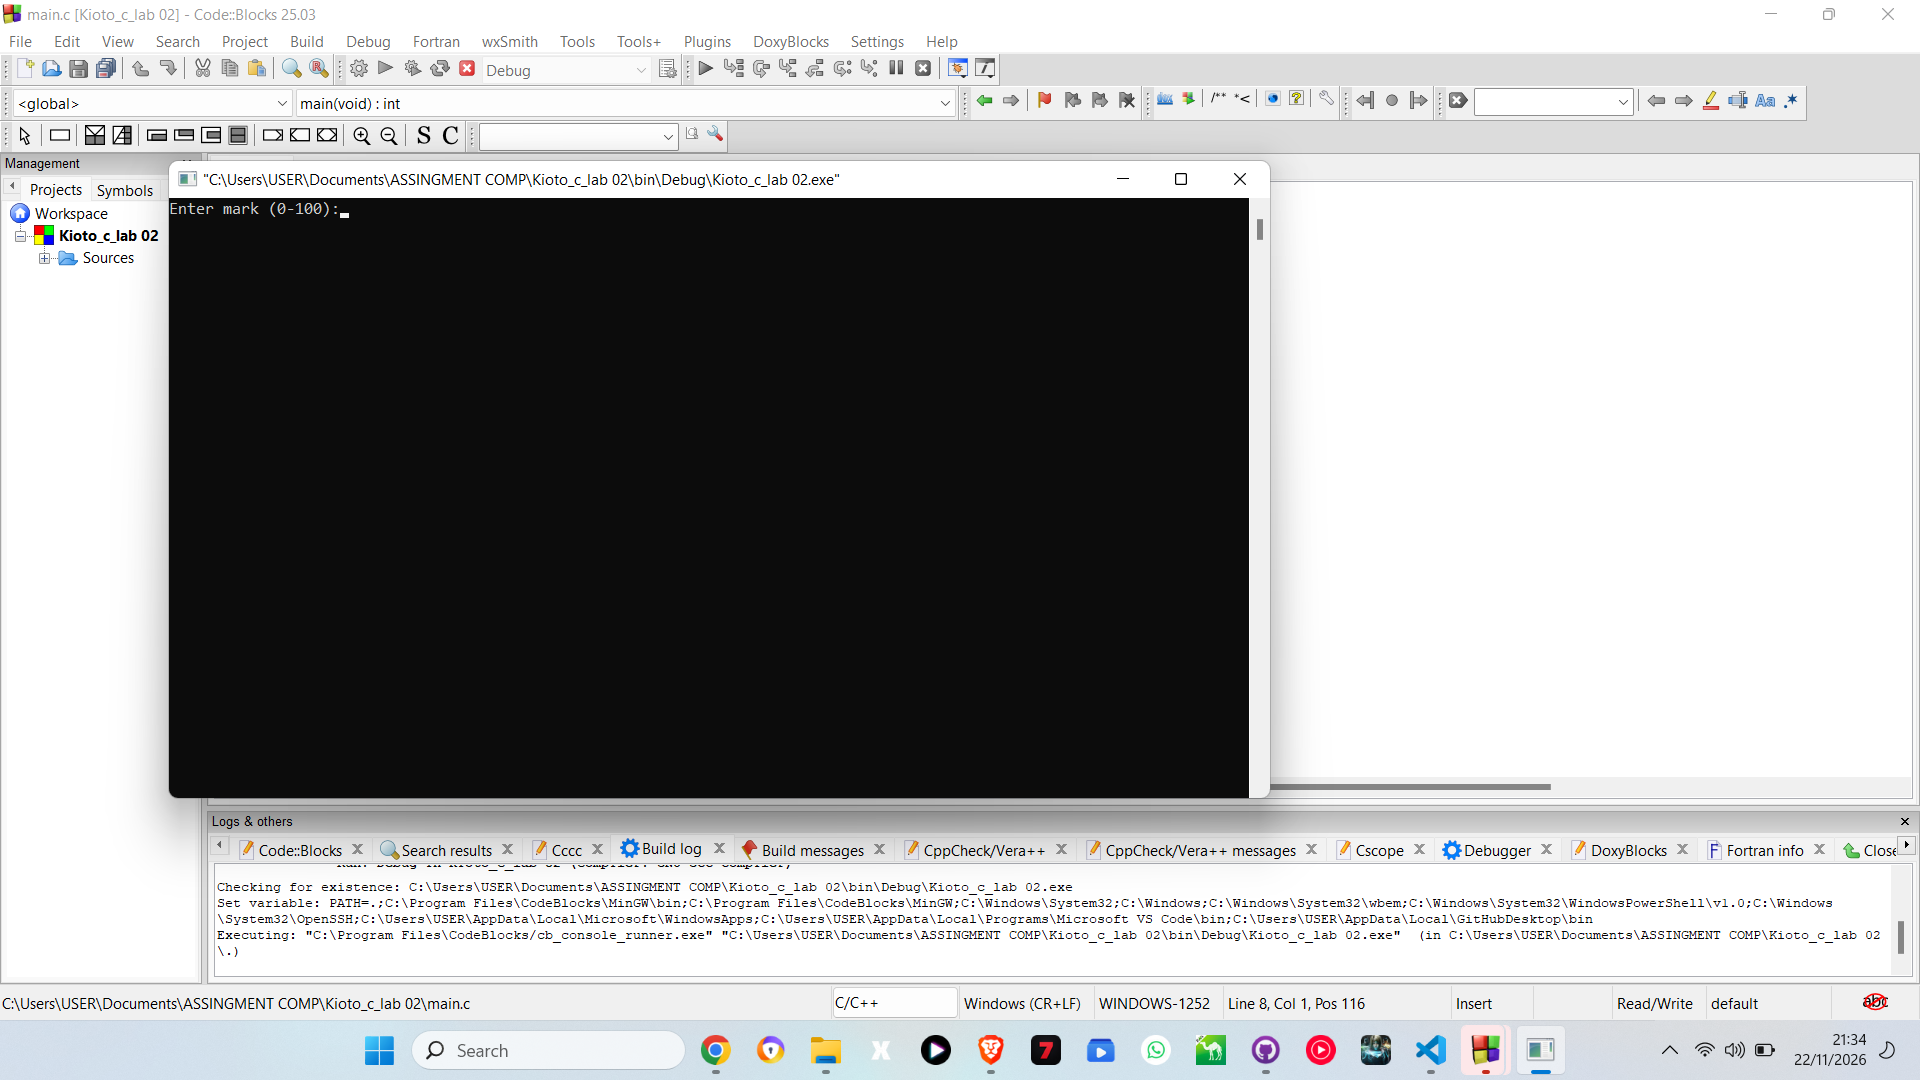 main.c [Kioto_c_lab 02] - Code::Blocks 25.03
File Edit View Search Project Build Debug Fortran wxSmith Tools Tools+ Plugins DoxyBlocks Settings Help
Debug
<global> main(void) : int
/** *< Aa .*
S C
Management
Projects Symbols
Workspace
Kioto_c_lab 02
Sources
"C:\Users\USER\Documents\ASSINGMENT COMP\Kioto_c_lab 02\bin\Debug\Kioto_c_lab 02.exe"
Enter mark (0-100):
Logs & others
Code::Blocks Search results Cccc Build log Build messages CppCheck/Vera++ CppCheck/Vera++ messages Cscope Debugger DoxyBlocks Fortran info Close
Checking for existence: C:\Users\USER\Documents\ASSINGMENT COMP\Kioto_c_lab 02\bin\Debug\Kioto_c_lab 02.exe
Set variable: PATH=.;C:\Program Files\CodeBlocks\MinGW\bin;C:\Program Files\CodeBlocks\MinGW;C:\Windows\System32;C:\Windows;C:\Windows\System32\wbem;C:\Windows\System32\WindowsPowerShell\v1.0;C:\Windows
\System32\OpenSSH;C:\Users\USER\AppData\Local\Microsoft\WindowsApps;C:\Users\USER\AppData\Local\Programs\Microsoft VS Code\bin;C:\Users\USER\AppData\Local\GitHubDesktop\bin
Executing: "C:\Program Files\CodeBlocks/cb_console_runner.exe" "C:\Users\USER\Documents\ASSINGMENT COMP\Kioto_c_lab 02\bin\Debug\Kioto_c_lab 02.exe" (in C:\Users\USER\Documents\ASSINGMENT COMP\Kioto_c_lab 02
\.)
C:\Users\USER\Documents\ASSINGMENT COMP\Kioto_c_lab 02\main.c C/C++ Windows (CR+LF) WINDOWS-1252 Line 8, Col 1, Pos 116 Insert Read/Write default abc
Search
21:34
22/11/2026